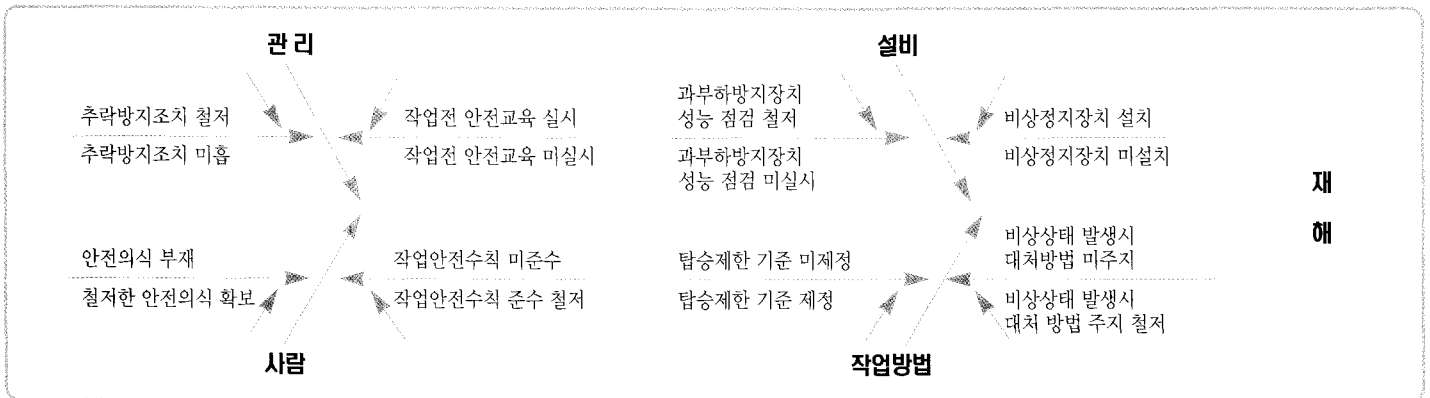 관 리
추락방지조치 철저
추락방지조치 미흡
작업전 안전교육 실시
작업전 안전교육 미실시
설비
과부하방지장치
성능 점검 철저
과부하방지장치
성능 점검 미실시
비상정지장치 설치
비상정지장치 미설치
재
해
안전의식 부재
철저한 안전의식 확보
작업안전수칙 미준수
작업안전수칙 준수 철저
사람
탑승제한 기준 미제정
탑승제한 기준 제정
비상상태 발생시
대처방법 미주지
비상상태 발생시
대처 방법 주지 철저
작업방법